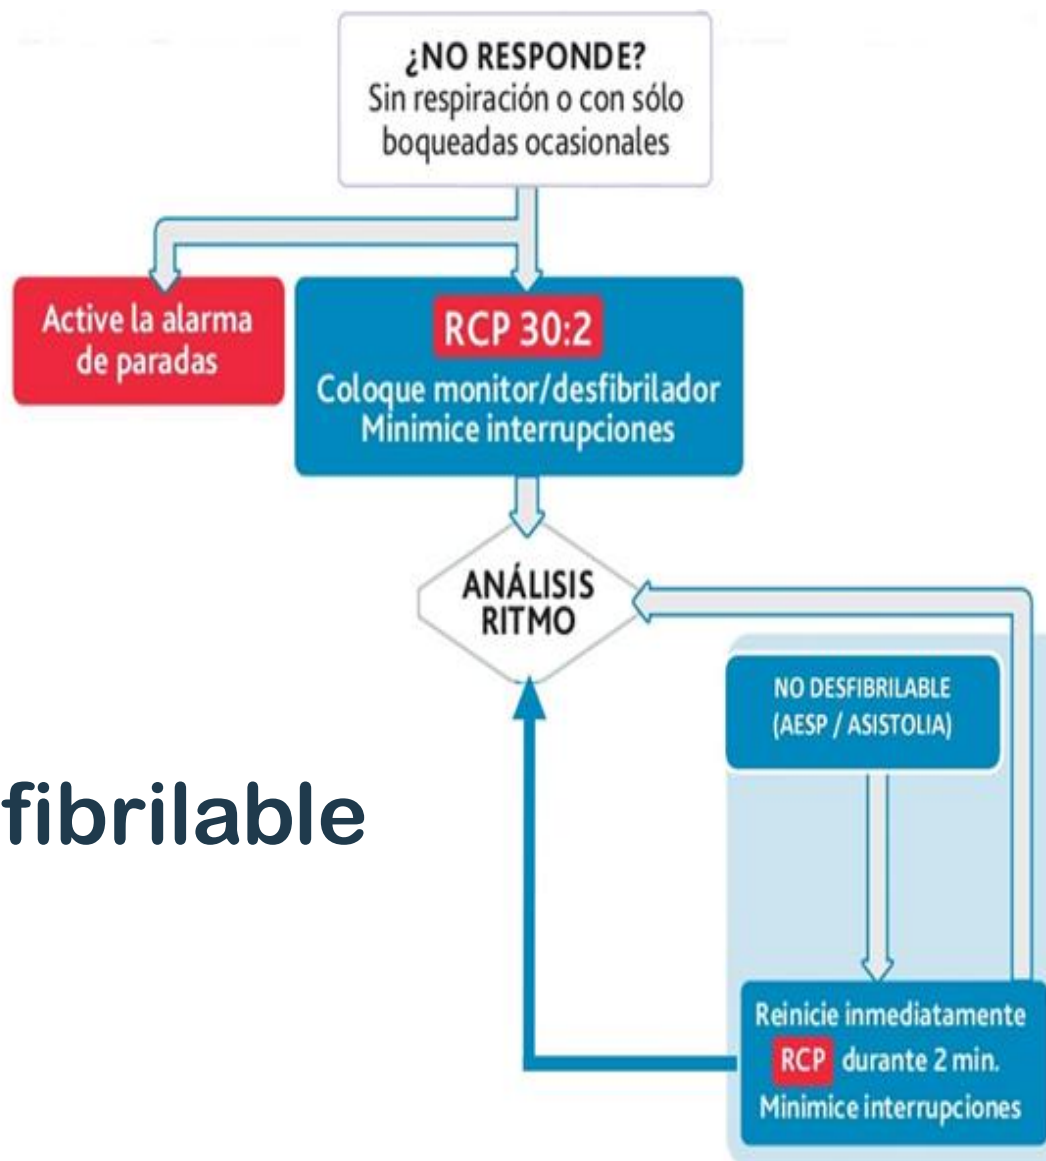 ¿NO RESPONDE?
Sin respiración o con sólo
boqueadas ocasionales
Active la alarma
de paradas
RCP 30:2
Coloque monitor/desfibrilador
Minimice interrupciones
ANÁLISIS
RITMO
NO DESFIBRILABLE
(AESP / ASISTOLIA)
fibrilable
Reinicie inmediatamente
RCP durante 2 min.
Minimice interrupciones